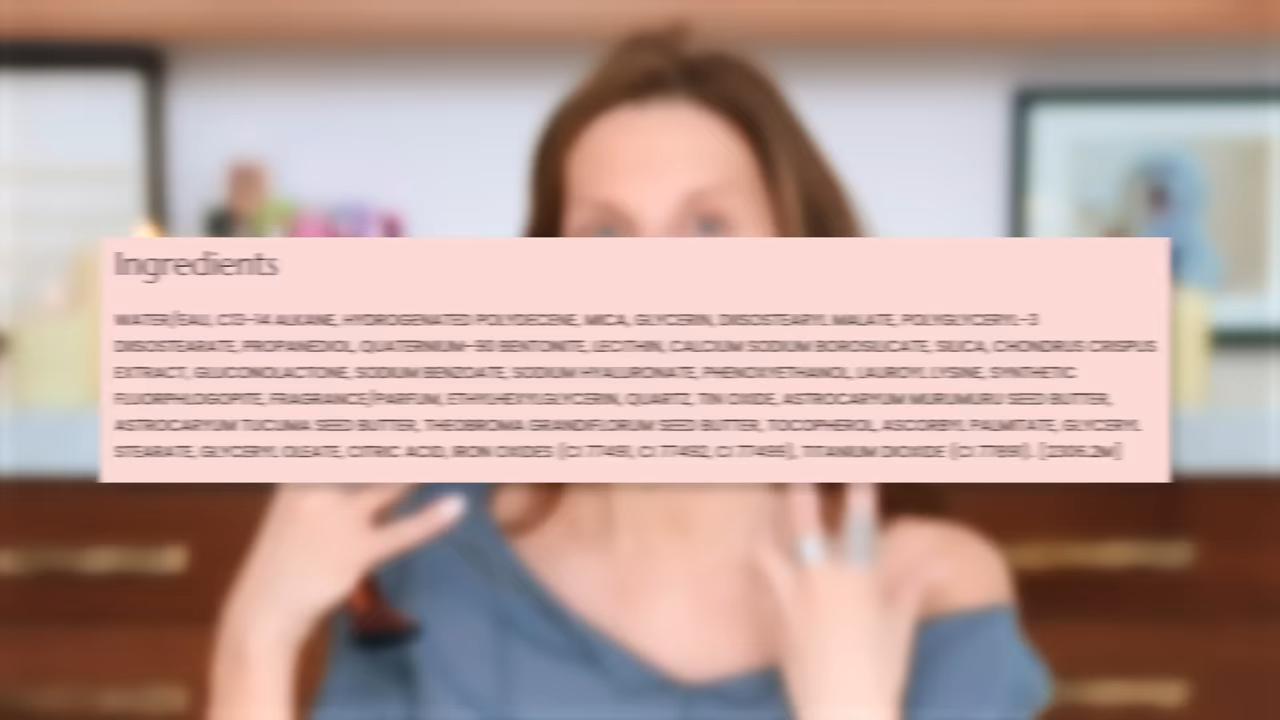 Ingredients
WATER/EAU, C13-14 ALKANE, HYDROGENATED POLYDECENE, MICA, GLYCERIN, DIISOSTEARYL MALATE, POLYGLYCERYL-3
DIISOSTEARATE, PROPANEDIOL, QUATERNIUM-90 BENTONITE, LECITHIN, CALCIUM SODIUM BOROSILICATE, SILICA, CHONDRUS CRISPUS
EXTRACT, GLUCONOLACTONE, SODIUM BENZOATE, SODIUM HYALURONATE, PHENOXYETHANOL, LAUROYL LYSINE, SYNTHETIC
FLUORPHLOGOPITE, FRAGRANCE/PARFUM, ETHYLHEXYLGLYCERIN, QUARTZ, TIN OXIDE, ASTROCARYUM MURUMURU SEED BUTTER,
ASTROCARYUM TUCUMA SEED BUTTER, THEOBROMA GRANDIFLORUM SEED BUTTER, TOCOPHEROL, ASCORBYL PALMITATE, GLYCERYL
STEARATE, GLYCERYL OLEATE, CITRIC ACID, IRON OXIDES (CI 77491, CI 77492, CI 77499), TITANIUM DIOXIDE (CI 77891).